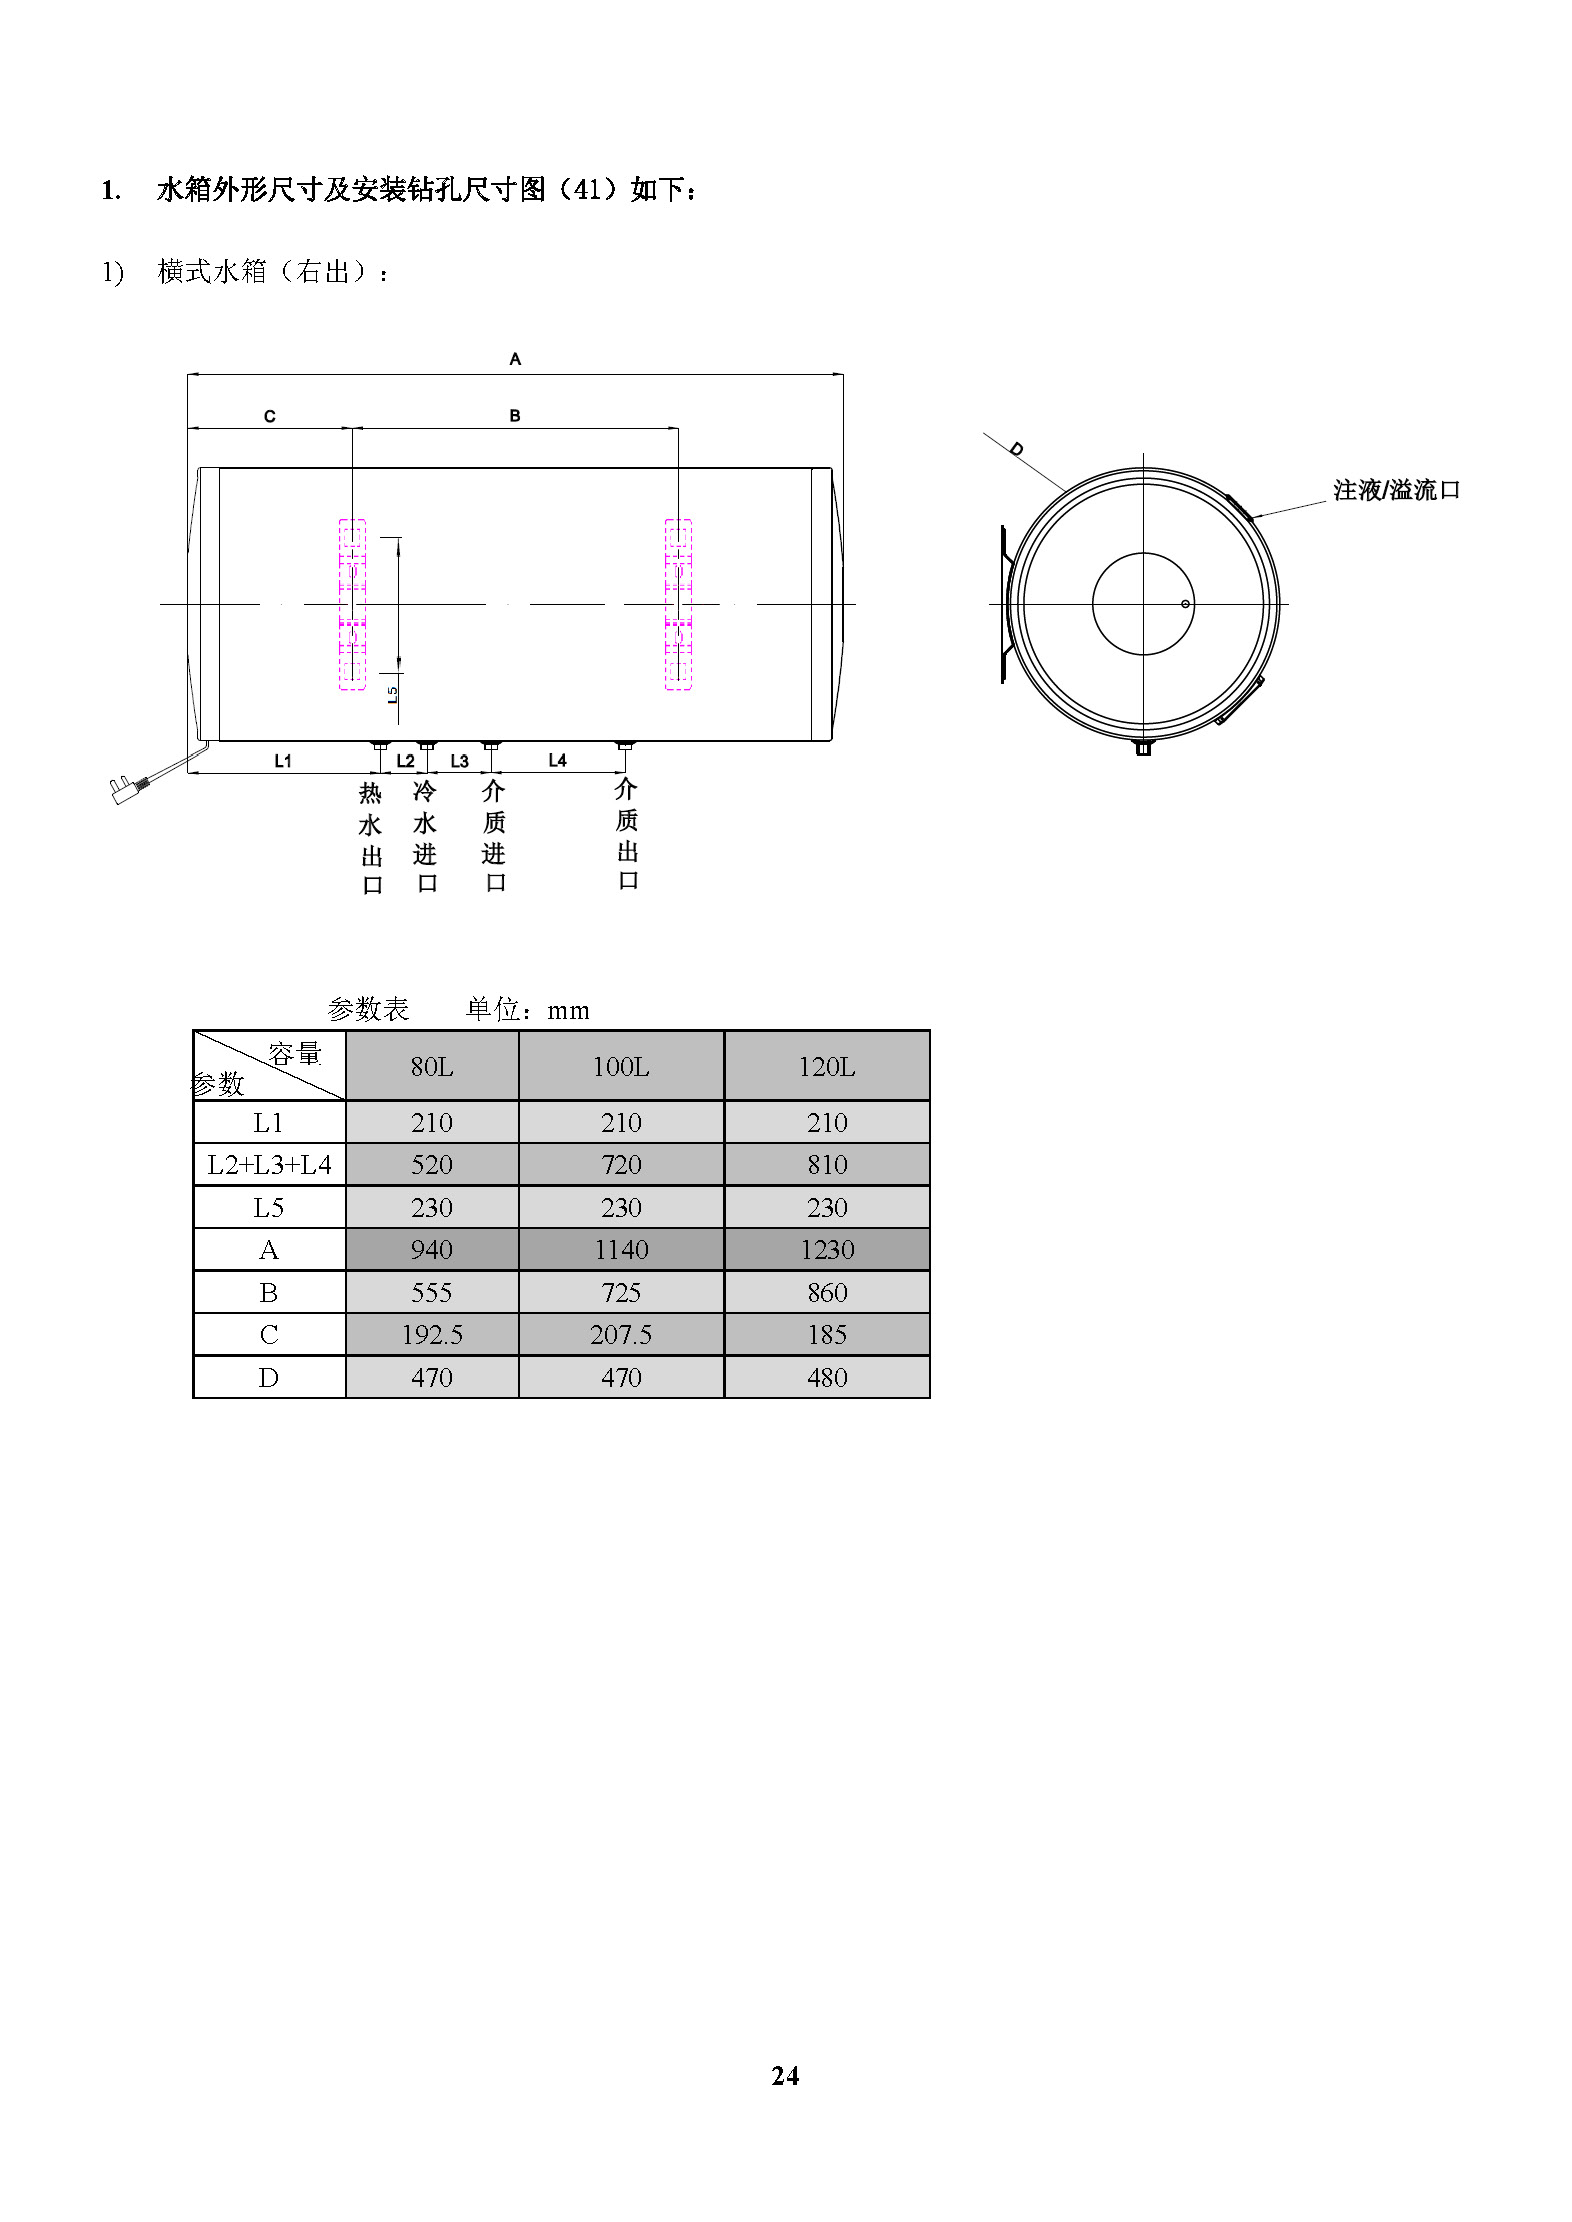 1. 水箱外形尺寸及安装钻孔尺寸图（41）如下：
1) 横式水箱（右出）：
A
C
B
D
注液/溢流口
L5
L1
L2
L3
L4
热水出口
冷水进口
介质进口
介质出口
参数表 单位：mm
容量
参数
80L 100L 120L
L1 210 210 210
L2+L3+L4 520 720 810
L5 230 230 230
A 940 1140 1230
B 555 725 860
C 192.5 207.5 185
D 470 470 480
24